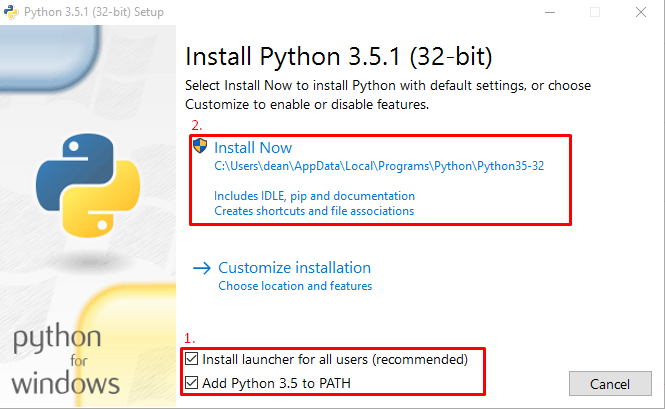 Python 3.5.1 (32-bit) Setup
Install Python 3.5.1 (32-bit)
Select Install Now to install Python with default settings, or choose
Customize to enable or disable features.
2.
Install Now
C:\Users\dean\AppData\Local\Programs\Python\Python35-32
Includes IDLE, pip and documentation
Creates shortcuts and file associations
Customize installation
Choose location and features
1.
Install launcher for all users (recommended)
Add Python 3.5 to PATH
Cancel
python
for
windows